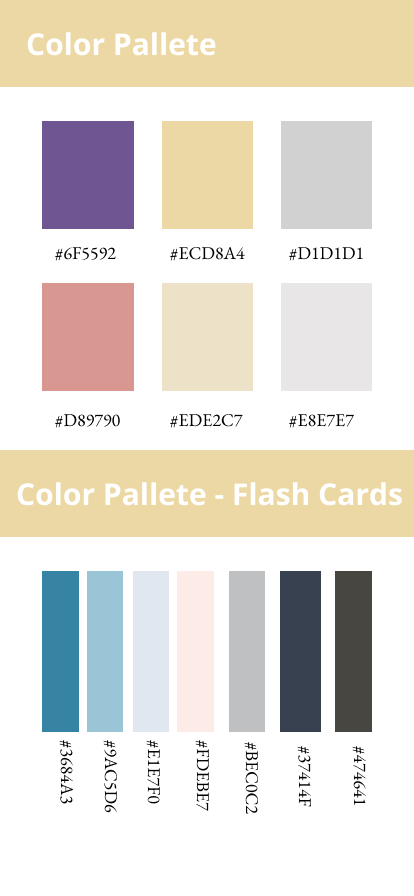 Color Pallete
#6F5592 #ECD8A4 #D1D1D1
#D89790 #EDE2C7 #E8E7E7
Color Pallete - Flash Cards
#3684A3
#9AC5D6
#E1E7F0
#FDEBE7
#BEC0C2
#37414F
#474641